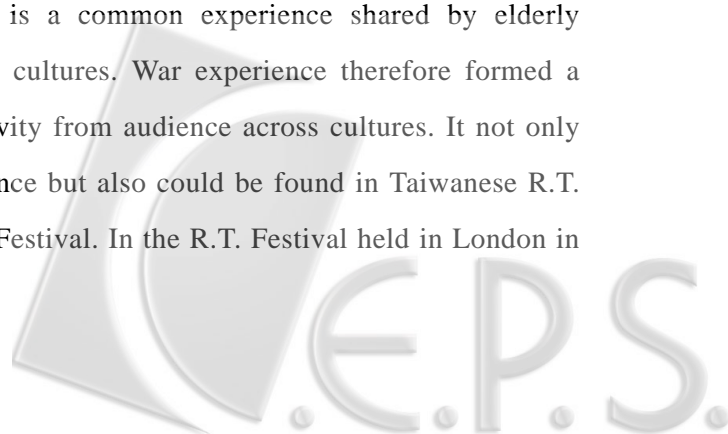 is a common experience shared by elderly
cultures. War experience therefore formed a
vity from audience across cultures. It not only
nce but also could be found in Taiwanese R.T.
Festival. In the R.T. Festival held in London in
C.E.P.S.